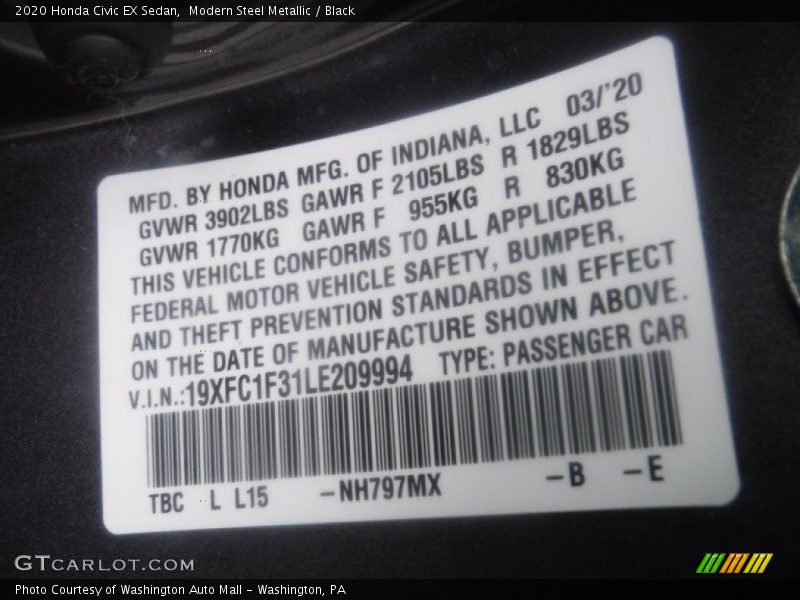 2020 Honda Civic EX Sedan,  Modern Steel Metallic / Black
MFD. BY HONDA MFG. OF INDIANA, LLC 03/'20
GVWR 3902LBS GAWR F 2105LBS R 1829LBS
GVWR 1770KG GAWR F 955KG R 830KG
THIS VEHICLE CONFORMS TO ALL APPLICABLE
FEDERAL MOTOR VEHICLE SAFETY, BUMPER,
AND THEFT PREVENTION STANDARDS IN EFFECT
ON THE DATE OF MANUFACTURE SHOWN ABOVE.
V.I.N.:19XFC1F31LE209994 TYPE: PASSENGER CAR
TBC L L15 -NH797MX -B -E
GTCARLOT.COM
Photo Courtesy of Washington Auto Mall - Washington, PA